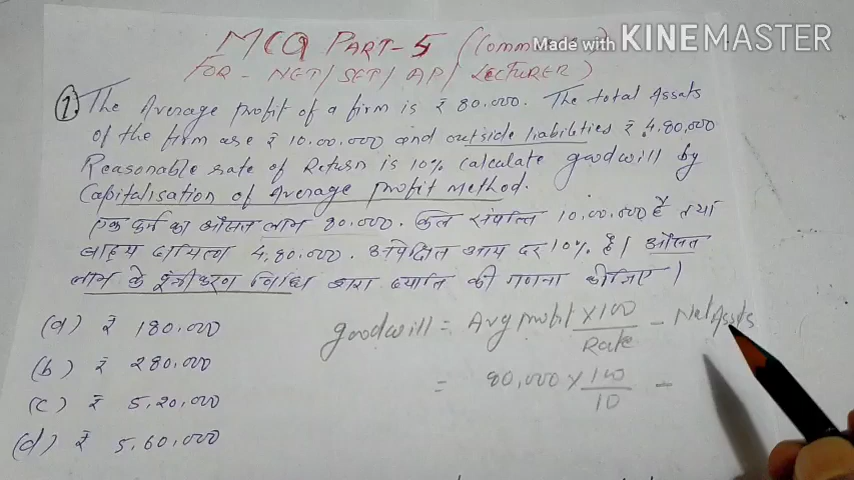 MCQ PART-5 (Commerce
Made with KINEMASTER
FOR - NET/SET/AP/LECTURER)
1. The Average profit of a firm is ₹ 80,000. The total Assets
of the firm are ₹ 10,00,000 and outside liabilities ₹ 4,80,000
Reasonable rate of Return is 10% calculate goodwill by
Capitalisation of Average profit method.
एक फर्म का औसत लाभ 80,000. कुल संपत्ति 10,00,000 है तथा
बाह्य दायित्व 4,80,000. अपेक्षित आय दर 10% है। औसत
लाभ के पूंजीकरण विधि द्वारा ख्याति की गणना कीजिए।
(a) ₹ 180,000
(b) ₹ 280,000
(c) ₹ 5,20,000
(d) ₹ 5,60,000
goodwill = Avg profit × 100 / Rate - Net Assets
= 80,000 × 100 / 10 -